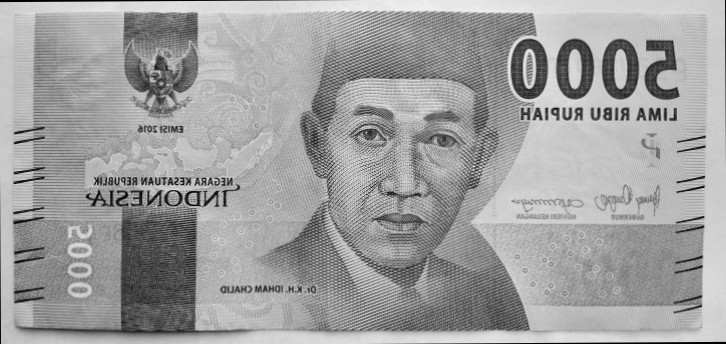 5000
LIMA RIBU RUPIAH
EMISI 2016
NEGARA KESATUAN REPUBLIK
INDONESIA
GUBERNUR
MENTERI KEUANGAN
5000
Dr. K.H. IDHAM CHALID